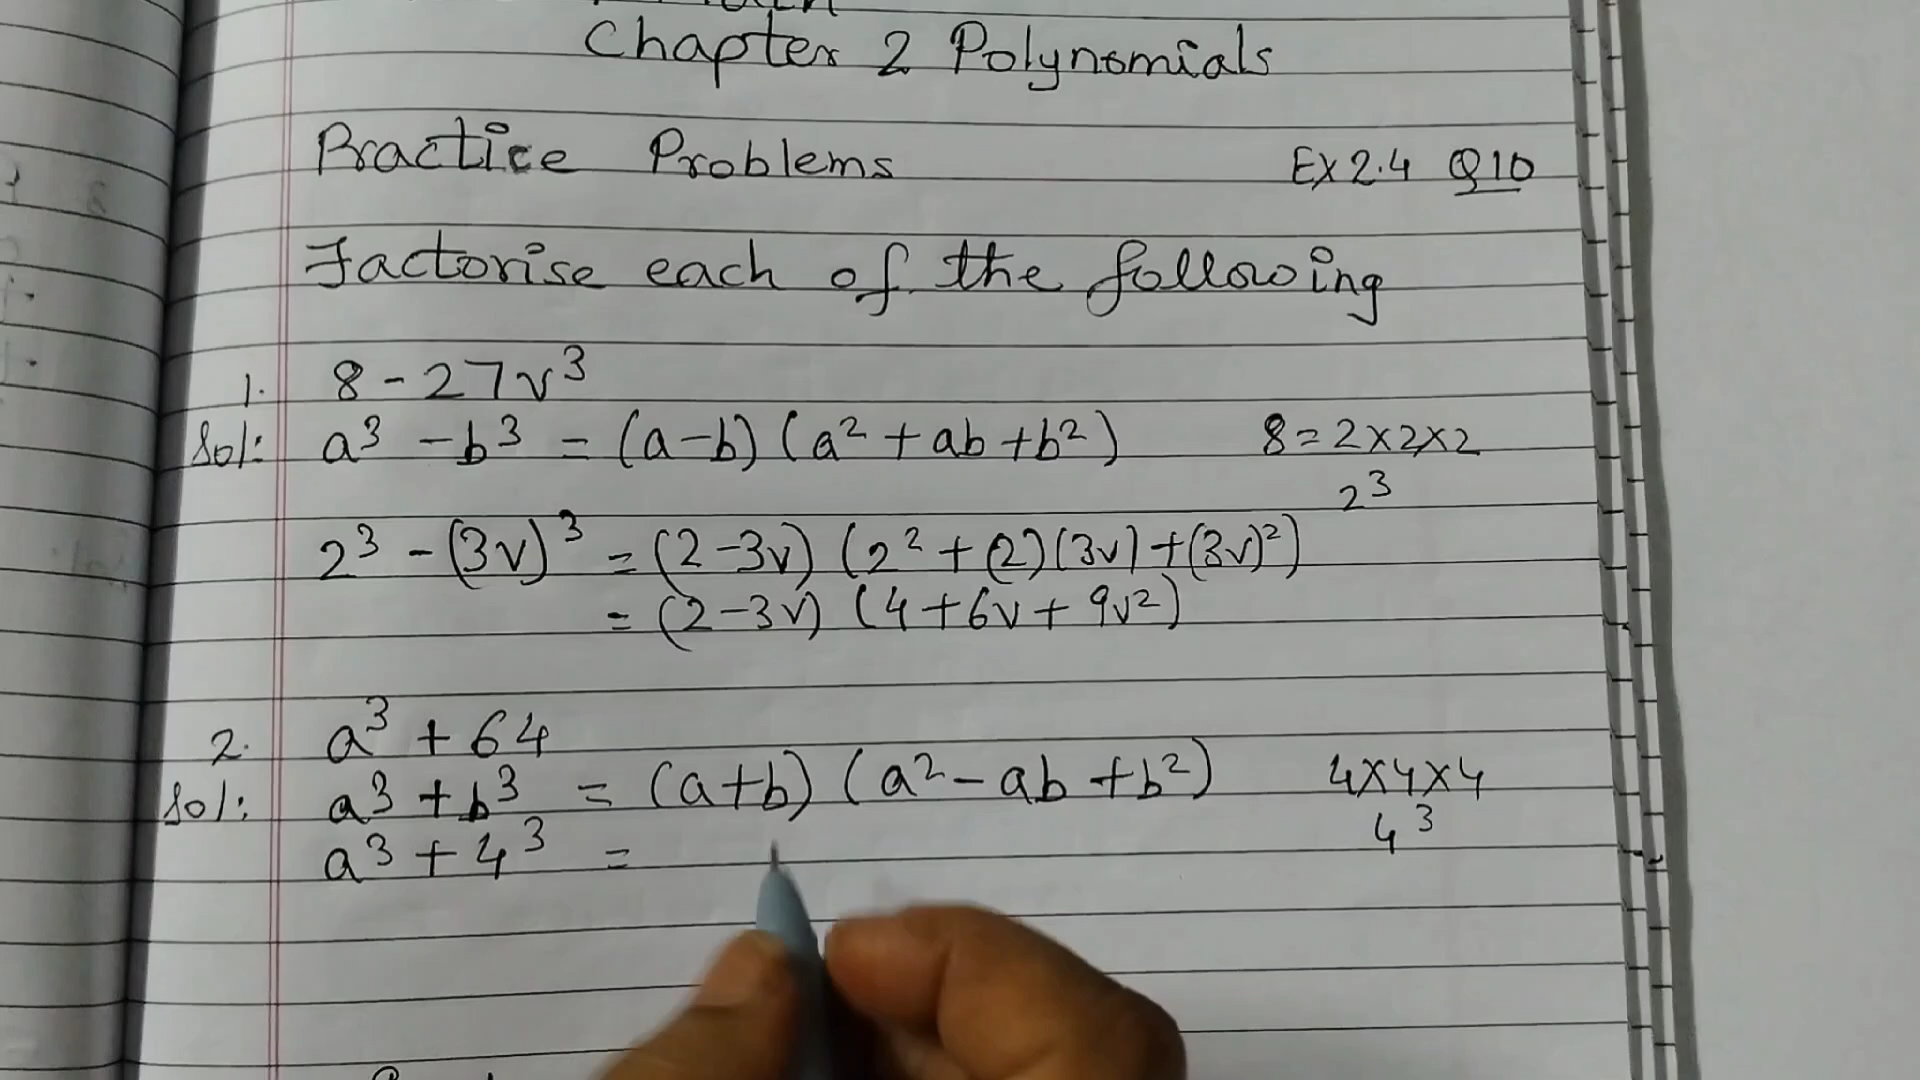 Chapter 2 Polynomials
Practice Problems Ex 2.4 Q10
Factorise each of the following
1. 8 - 27v³
Sol: a³ - b³ = (a-b) (a² + ab + b²) 8 = 2×2×2
2³
2³ - (3v)³ = (2-3v) (2² + (2)(3v) + (3v)²)
= (2-3v) (4 + 6v + 9v²)
2. a³ + 64
Sol: a³ + b³ = (a+b) (a² - ab + b²) 4×4×4
a³ + 4³ = 4³